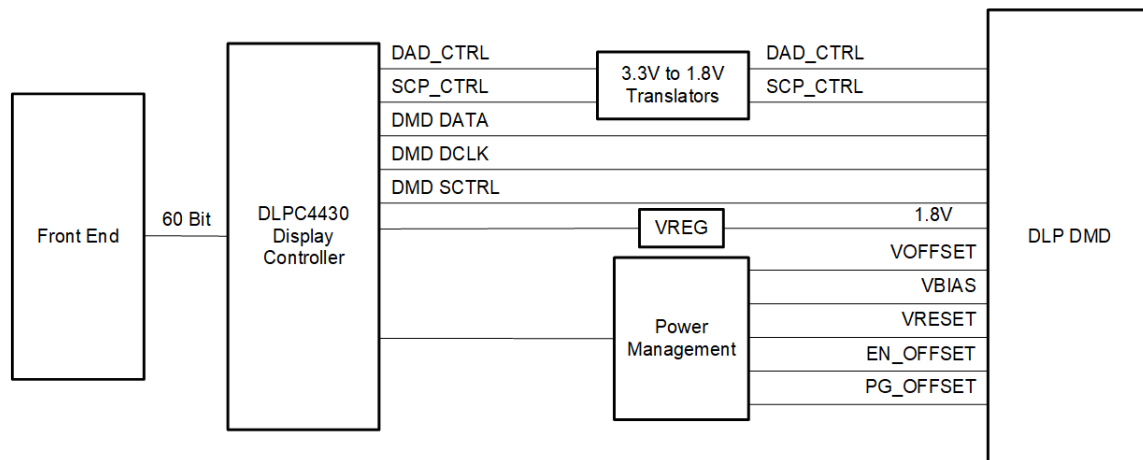 Front End
60 Bit
DLPC4430
Display
Controller
DAD_CTRL
SCP_CTRL
DMD DATA
DMD DCLK
DMD SCTRL
3.3V to 1.8V
Translators
VREG
Power
Management
DAD_CTRL
SCP_CTRL
1.8V
VOFFSET
VBIAS
VRESET
EN_OFFSET
PG_OFFSET
DLP DMD